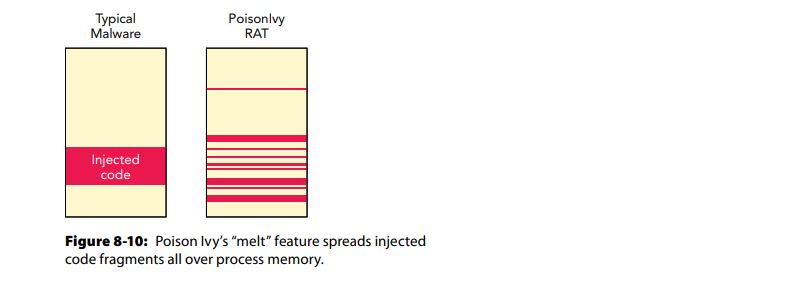 Typical
Malware
PoisonIvy
RAT
Injected
code
Figure 8-10: Poison Ivy’s “melt” feature spreads injected
code fragments all over process memory.